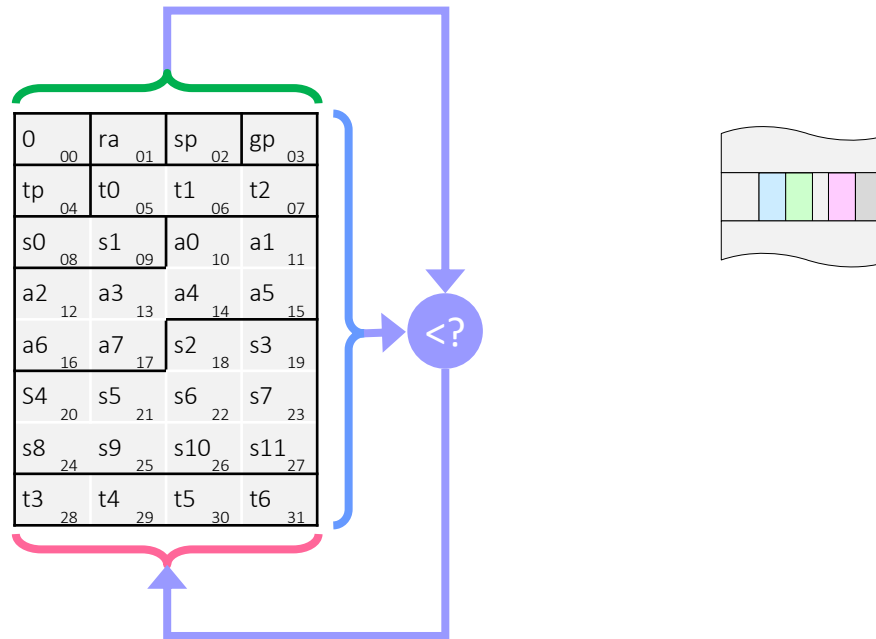 0 00 ra 01 sp 02 gp 03
tp 04 t0 05 t1 06 t2 07
s0 08 s1 09 a0 10 a1 11
a2 12 a3 13 a4 14 a5 15
<?
a6 16 a7 17 s2 18 s3 19
S4 20 s5 21 s6 22 s7 23
s8 24 s9 25 s10 26 s11 27
t3 28 t4 29 t5 30 t6 31